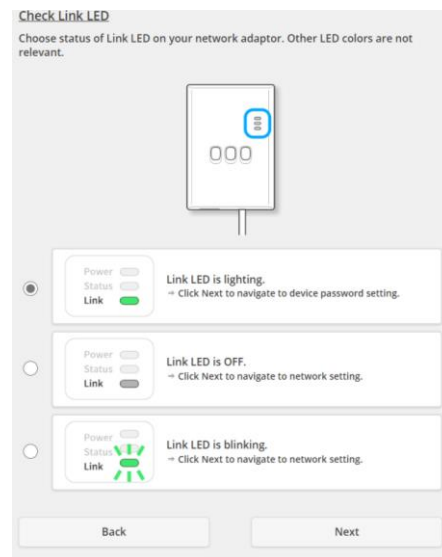 Check Link LED
Choose status of Link LED on your network adaptor. Other LED colors are not
relevant.
Power
Status
Link
Link LED is lighting.
→ Click Next to navigate to device password setting.
Power
Status
Link
Link LED is OFF.
→ Click Next to navigate to network setting.
Power
Status
Link
Link LED is blinking.
→ Click Next to navigate to network setting.
Back
Next